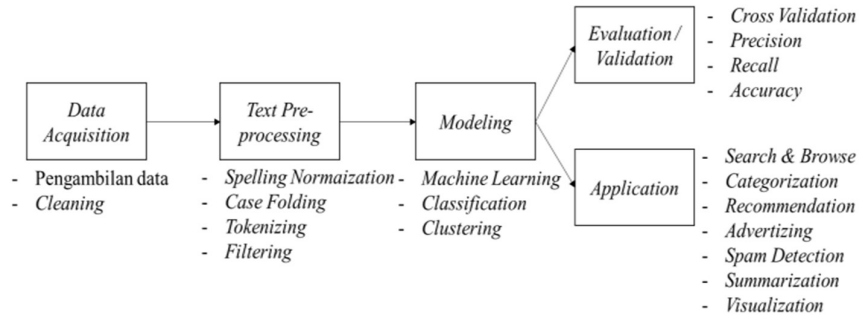 Data
Acquisition
- Pengambilan data
- Cleaning
Text Pre-
processing
- Spelling Normaization
- Case Folding
- Tokenizing
- Filtering
Modeling
- Machine Learning
- Classification
- Clustering
Evaluation /
Validation
- Cross Validation
- Precision
- Recall
- Accuracy
Application
- Search & Browse
- Categorization
- Recommendation
- Advertizing
- Spam Detection
- Summarization
- Visualization